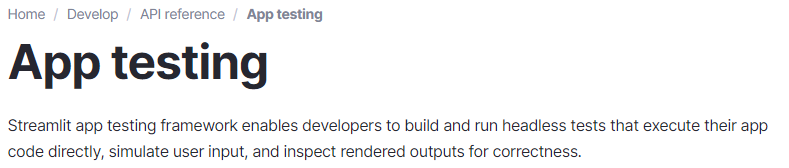 Home / Develop / API reference / App testing
App testing
Streamlit app testing framework enables developers to build and run headless tests that execute their app
code directly, simulate user input, and inspect rendered outputs for correctness.